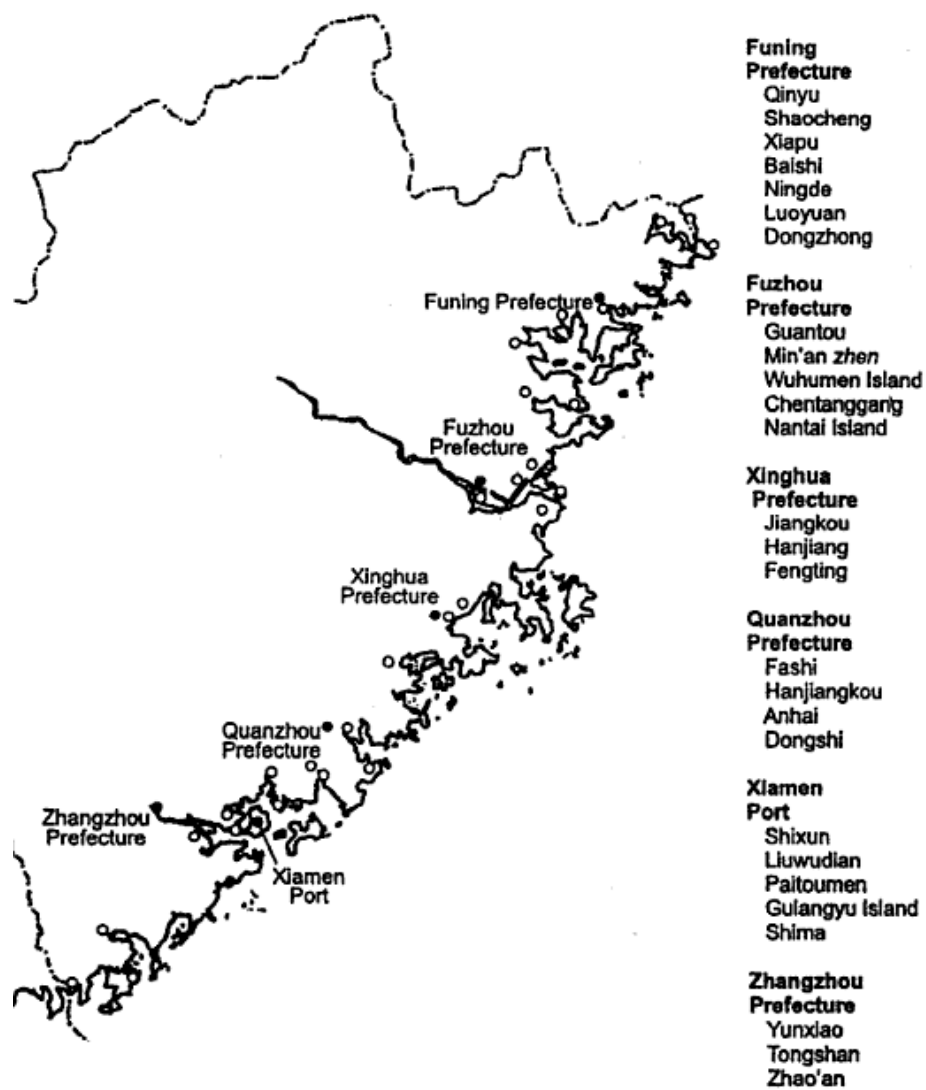 Funing Prefecture
Fuzhou
Prefecture
Xinghua
Prefecture
Quanzhou
Prefecture
Zhangzhou
Prefecture
Xiamen
Port
Funing
Prefecture
Qinyu
Shaocheng
Xiapu
Baishi
Ningde
Luoyuan
Dongzhong
Fuzhou
Prefecture
Guantou
Min'an zhen
Wuhumen Island
Chentanggang
Nantai Island
Xinghua
Prefecture
Jiangkou
Hanjiang
Fengting
Quanzhou
Prefecture
Fashi
Hanjiangkou
Anhai
Dongshi
Xiamen
Port
Shixun
Liuwudian
Paitoumen
Gulangyu Island
Shima
Zhangzhou
Prefecture
Yunxiao
Tongshan
Zhao'an